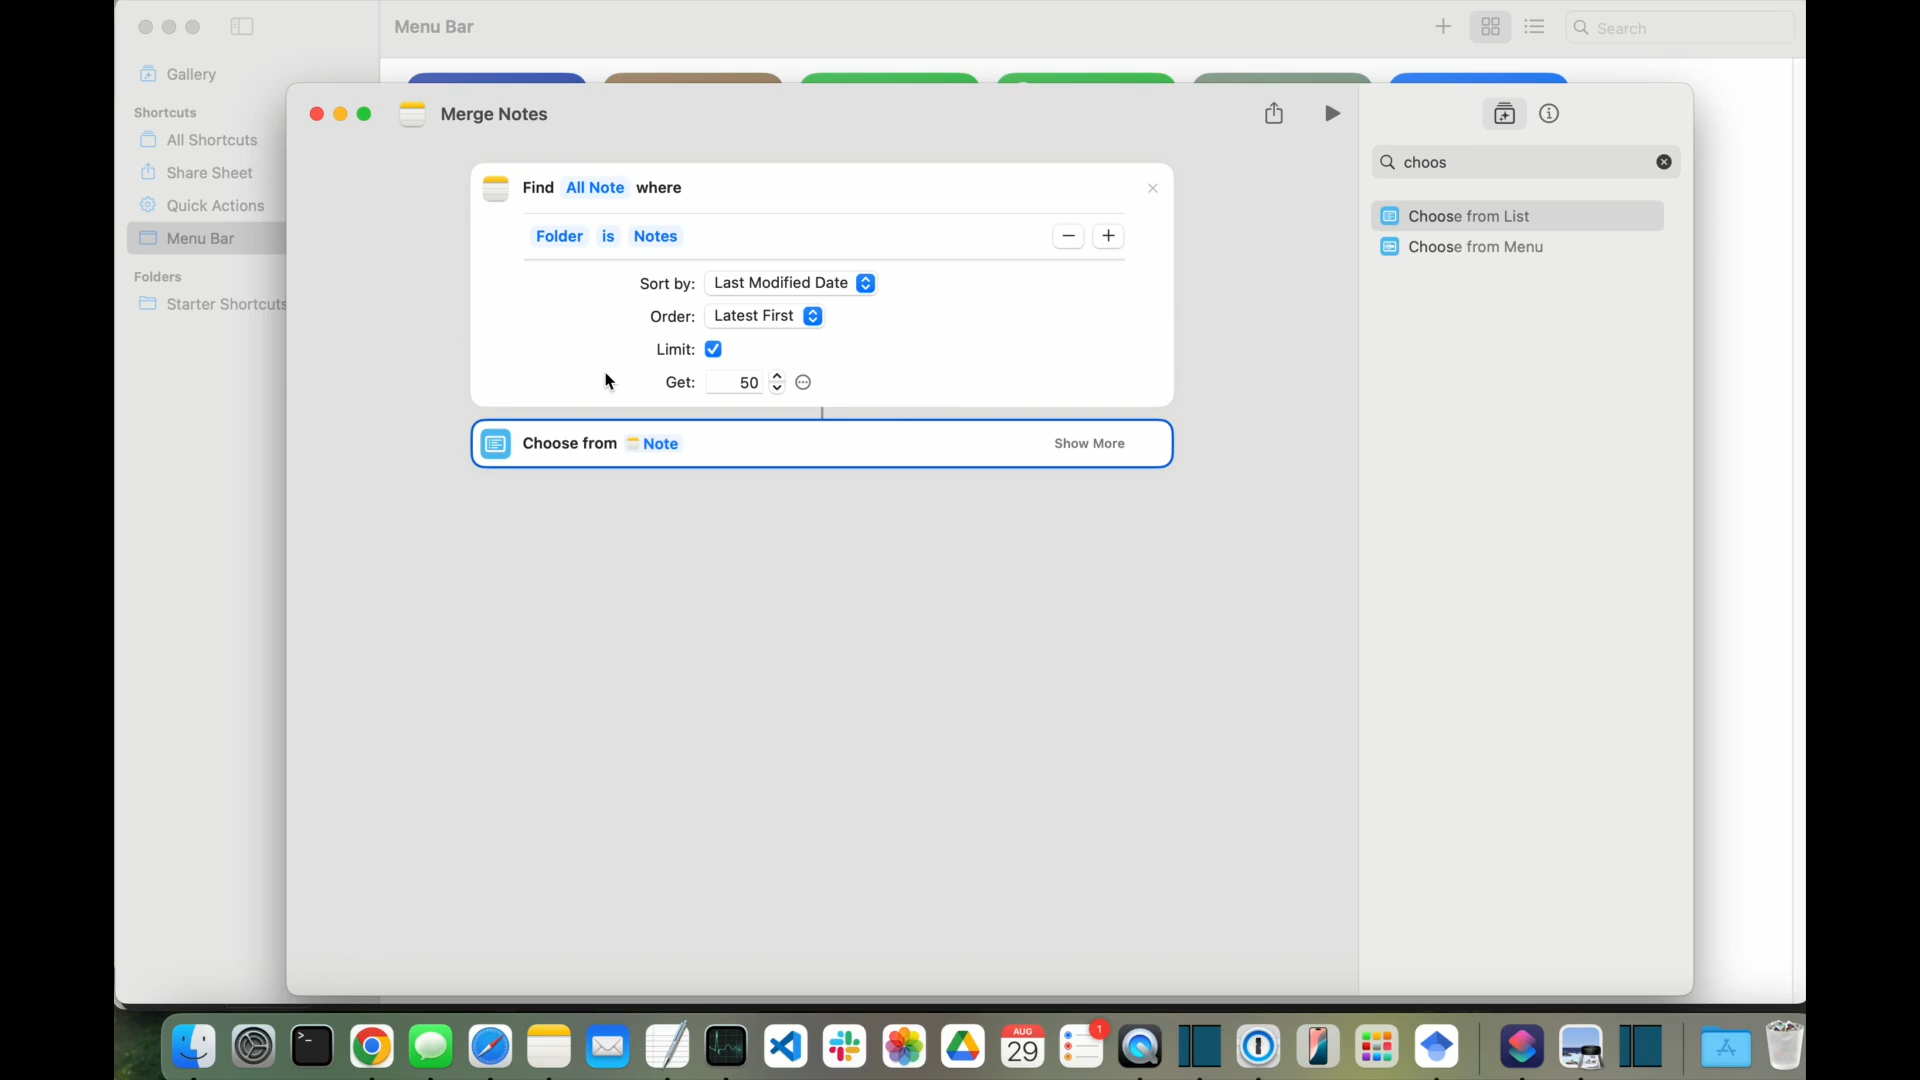 Menu Bar
Search
Gallery
Shortcuts
All Shortcuts
Share Sheet
Quick Actions
Menu Bar
Folders
Starter Shortcuts
Merge Notes
Find All Note where
Folder is Notes
Sort by: Last Modified Date
Order: Latest First
Limit:
Get: 50
Choose from Note Show More
choos
Choose from List
Choose from Menu
AUG
29
1